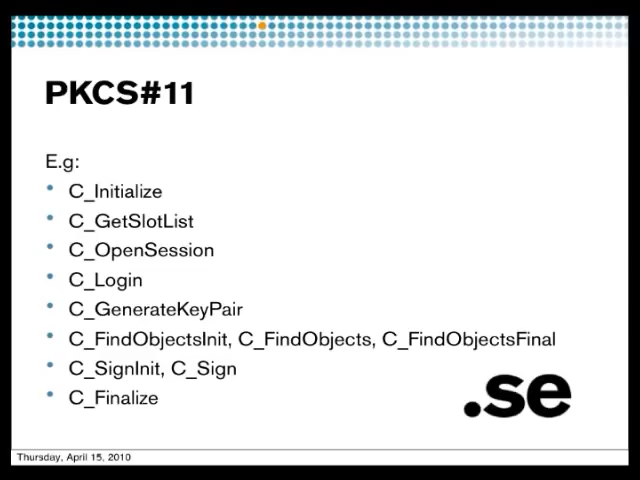 PKCS#11
E.g:
• C_Initialize
• C_GetSlotList
• C_OpenSession
• C_Login
• C_GenerateKeyPair
• C_FindObjectsInit, C_FindObjects, C_FindObjectsFinal
• C_SignInit, C_Sign
• C_Finalize
.se
Thursday, April 15, 2010